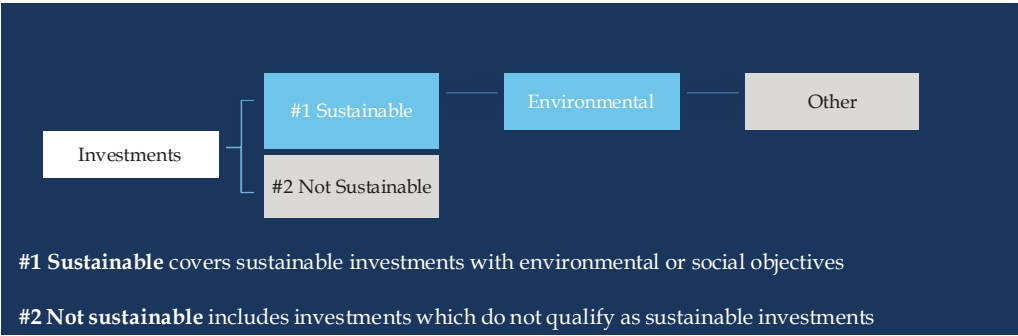 #1 Sustainable
Environmental
Other
Investments
#2 Not Sustainable
#1 Sustainable covers sustainable investments with environmental or social objectives
#2 Not sustainable includes investments which do not qualify as sustainable investments